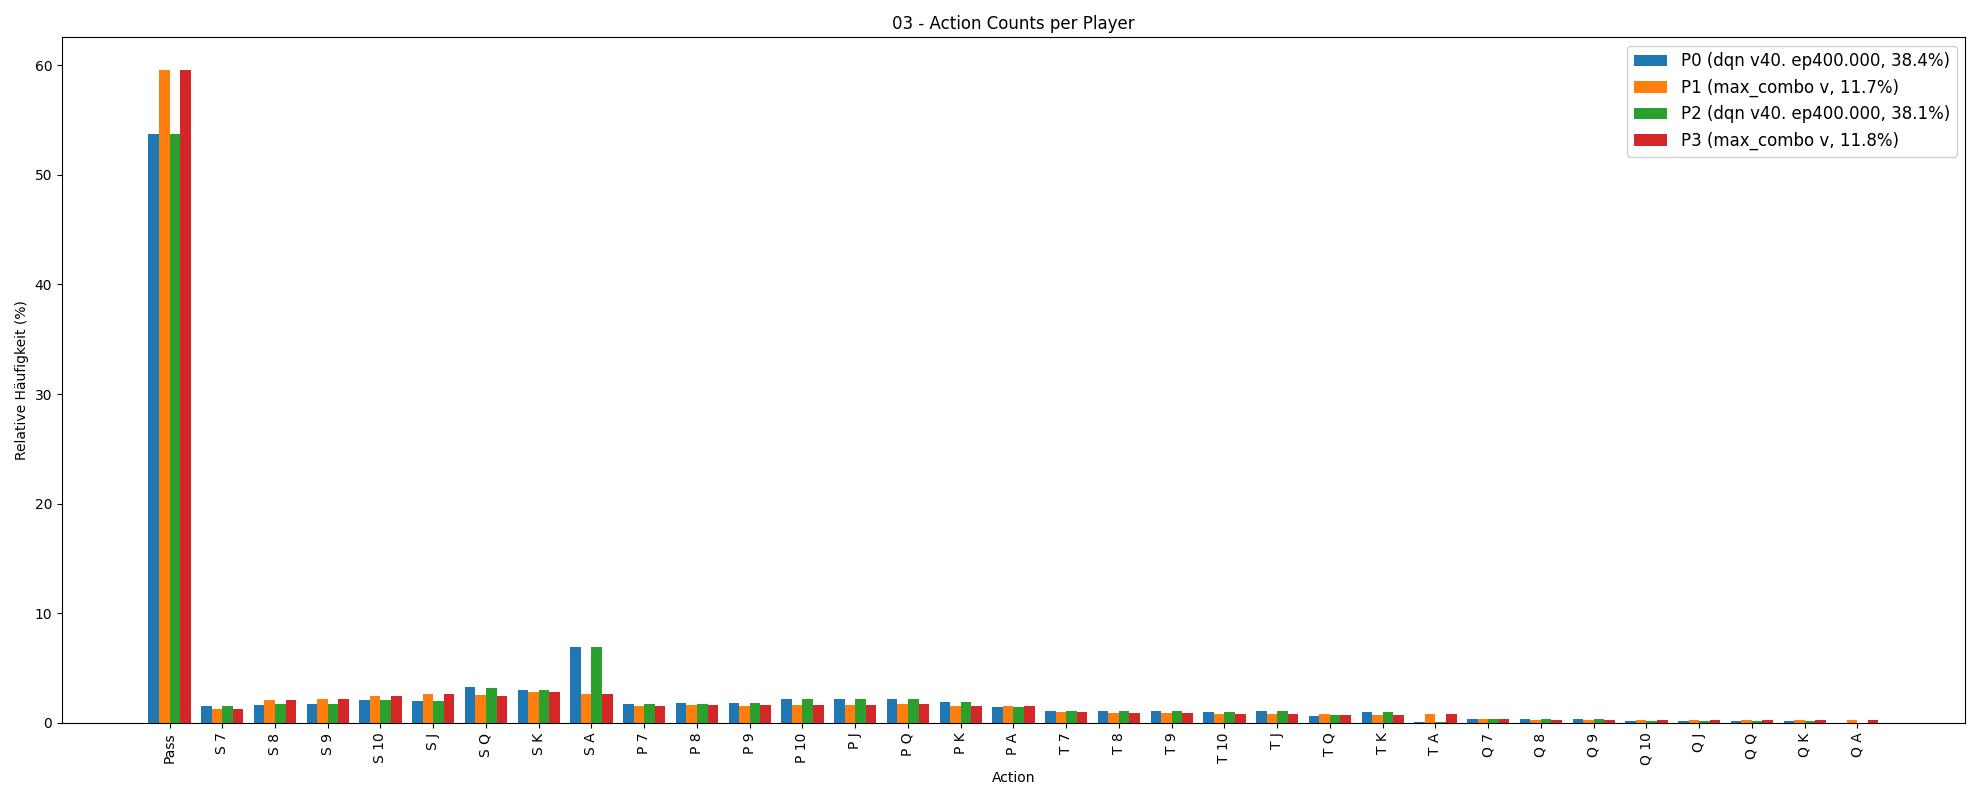 03 - Action Counts per Player
P0 (dqn v40. ep400.000, 38.4%)
P1 (max_combo v, 11.7%)
P2 (dqn v40. ep400.000, 38.1%)
P3 (max_combo v, 11.8%)
Relative Häufigkeit (%)
60
50
40
30
20
10
0
Pass
S 7
S 8
S 9
S 10
S J
S Q
S K
S A
P 7
P 8
P 9
P 10
P J
P Q
P K
P A
T 7
T 8
T 9
T 10
T J
T Q
T K
T A
Q 7
Q 8
Q 9
Q 10
Q J
Q Q
Q K
Q A
Action